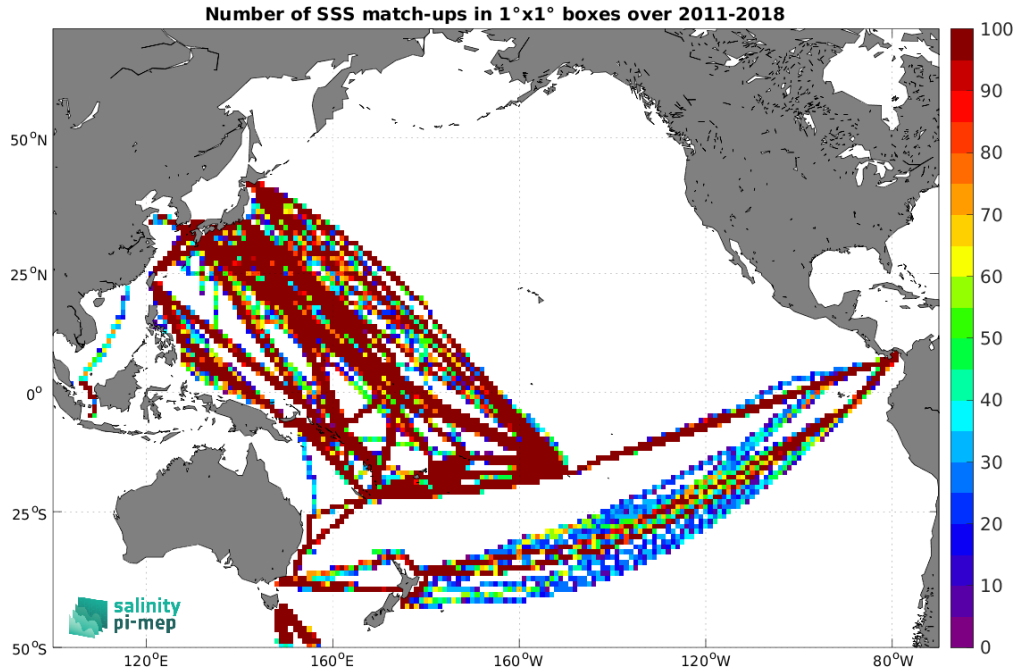 Number of SSS match-ups in 1°x1° boxes over 2011-2018
100
90
80
70
60
50
40
30
20
10
0
50°N
25°N
0°
25°S
50°S
120°E
160°E
160°W
120°W
80°W
salinity
pi-mep